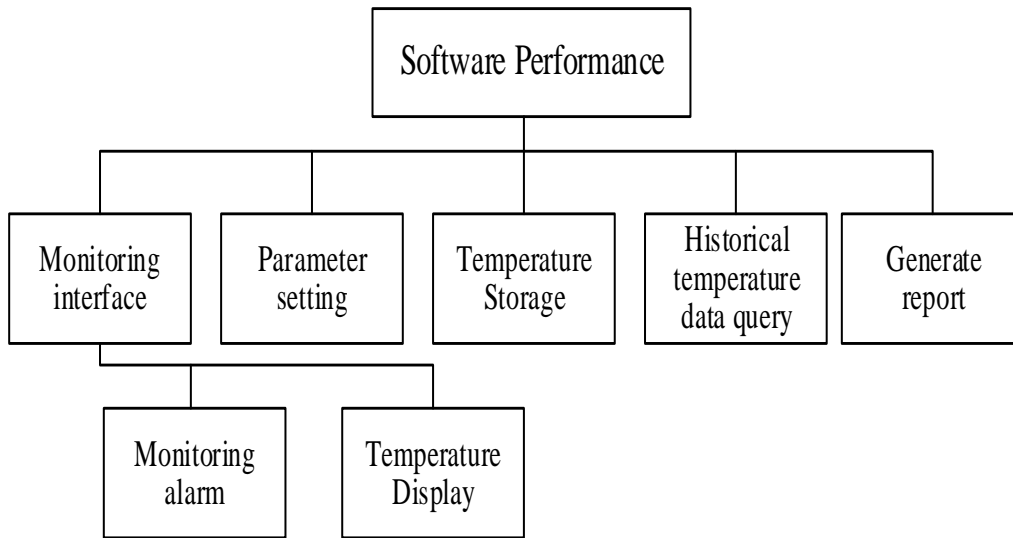 Software Performance
Monitoring
interface
Parameter
setting
Temperature
Storage
Historical
temperature
data query
Generate
report
Monitoring
alarm
Temperature
Display